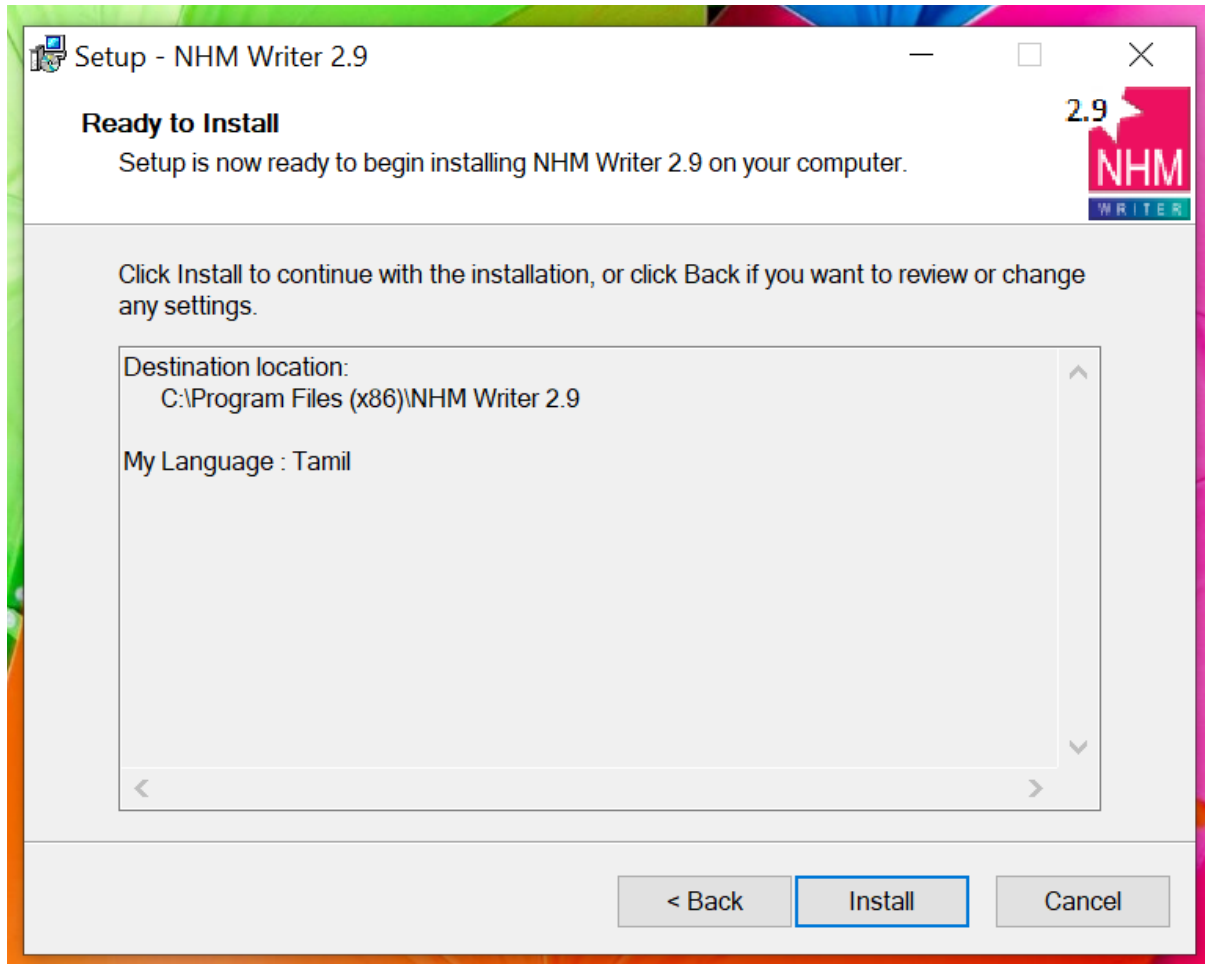 Setup - NHM Writer 2.9
Ready to Install
Setup is now ready to begin installing NHM Writer 2.9 on your computer.
2.9
NHM
WRITER
Click Install to continue with the installation, or click Back if you want to review or change
any settings.
Destination location:
C:\Program Files (x86)\NHM Writer 2.9
My Language : Tamil
< Back
Install
Cancel